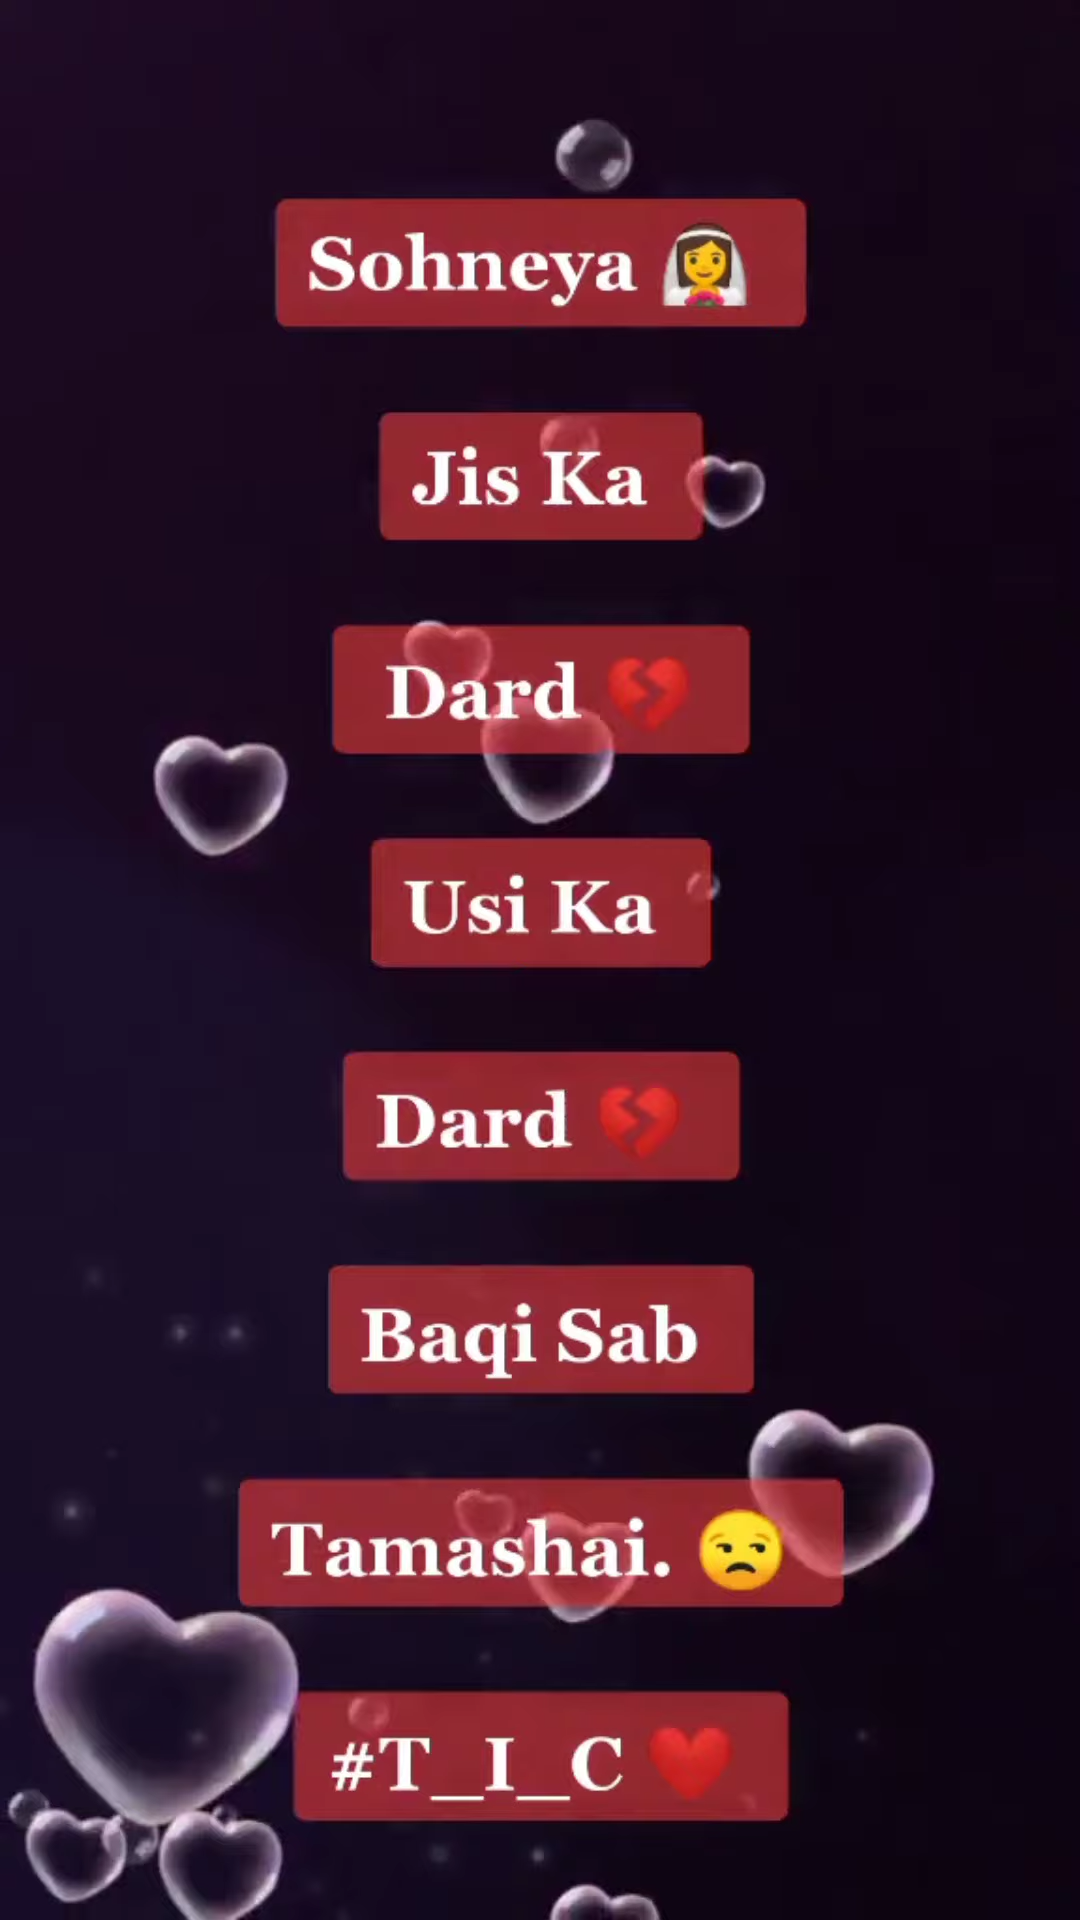 Sohneya 👰
Jis Ka
Dard 💔
Usi Ka
Dard 💔
Baqi Sab
Tamashai. 😒
#T_I_C ❤️